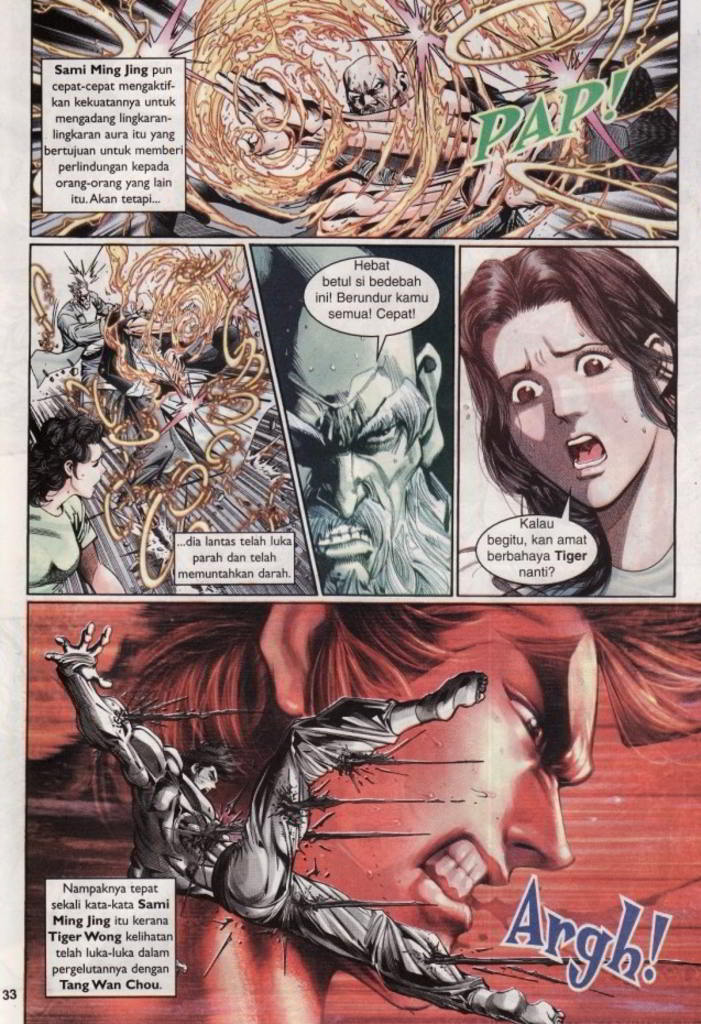 Sami Ming Jing pun
cepat-cepat mengaktif-
kan kekuatannya untuk
mengadang lingkaran-
lingkaran aura itu yang
bertujuan untuk memberi
perlindungan kepada
orang-orang yang lain
itu. Akan tetapi...
PAP!
...dia lantas telah luka
parah dan telah
memuntahkan darah.
Hebat
betul si bedebah
ini! Berundur kamu
semua! Cepat!
Kalau
begitu, kan amat
berbahaya Tiger
nanti?
Nampaknya tepat
sekali kata-kata Sami
Ming Jing itu kerana
Tiger Wong kelihatan
telah luka-luka dalam
pergelutannya dengan
Tang Wan Chou.
Argh!
33